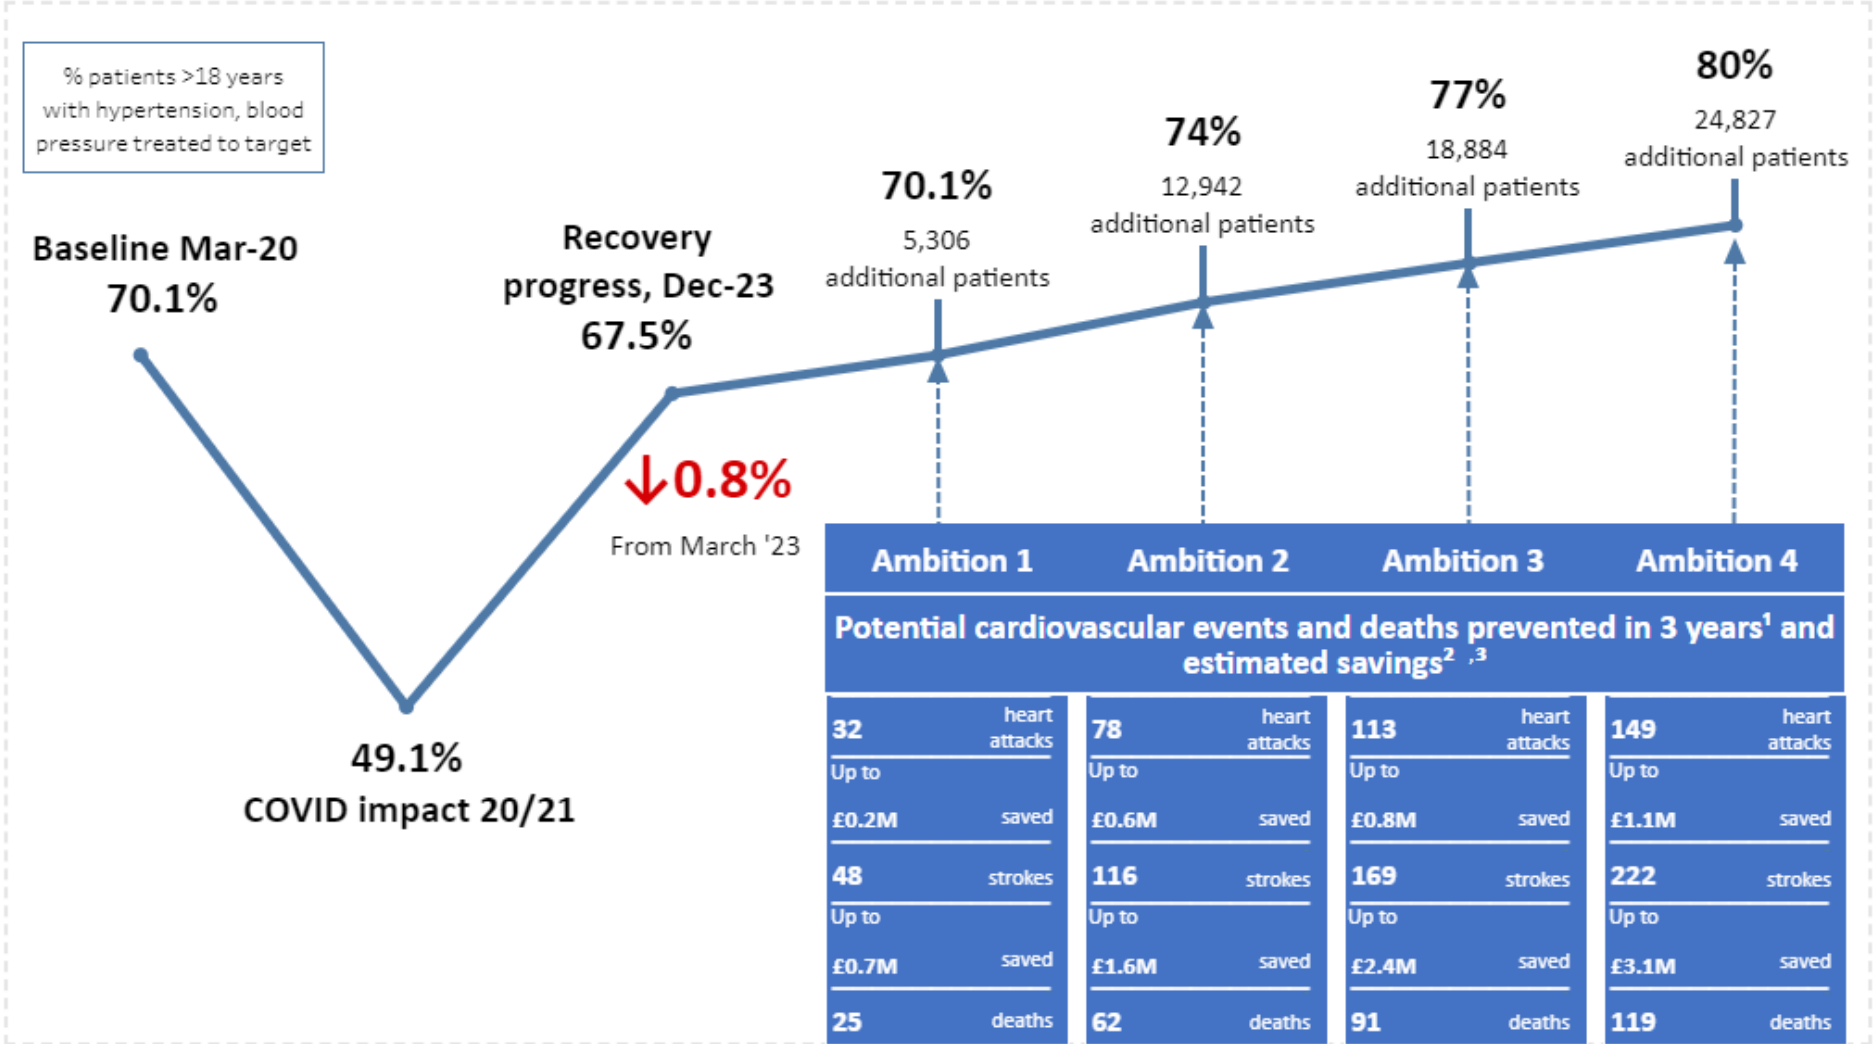 % patients >18 years
with hypertension, blood
pressure treated to target
Baseline Mar-20
70.1%
49.1%
COVID impact 20/21
Recovery
progress, Dec-23
67.5%
↓0.8%
From March '23
70.1%
5,306
additional patients
74%
12,942
additional patients
77%
18,884
additional patients
80%
24,827
additional patients
Ambition 1 Ambition 2 Ambition 3 Ambition 4
Potential cardiovascular events and deaths prevented in 3 years¹ and
estimated savings² ,³
32 heart attacks
Up to
£0.2M saved
48 strokes
Up to
£0.7M saved
25 deaths
78 heart attacks
Up to
£0.6M saved
116 strokes
Up to
£1.6M saved
62 deaths
113 heart attacks
Up to
£0.8M saved
169 strokes
Up to
£2.4M saved
91 deaths
149 heart attacks
Up to
£1.1M saved
222 strokes
Up to
£3.1M saved
119 deaths